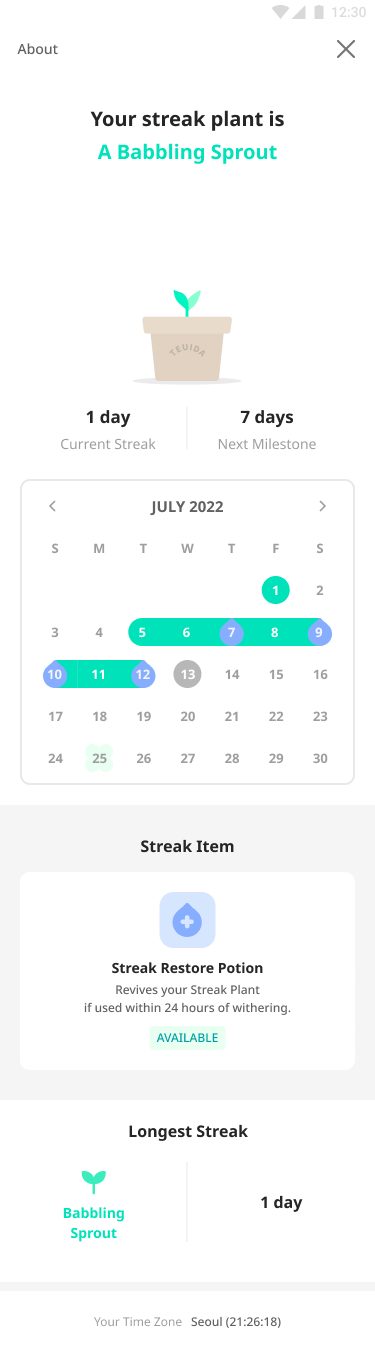 12:30
About
Your streak plant is
A Babbling Sprout
TEUIDA
1 day
7 days
Current Streak
Next Milestone
JULY 2022
S M T W T F S
1 2
3 4 5 6 7 8 9
10 11 12 13 14 15 16
17 18 19 20 21 22 23
24 25 26 27 28 29 30
Streak Item
Streak Restore Potion
Revives your Streak Plant
if used within 24 hours of withering.
AVAILABLE
Longest Streak
Babbling
Sprout
1 day
Your Time Zone Seoul (21:26:18)